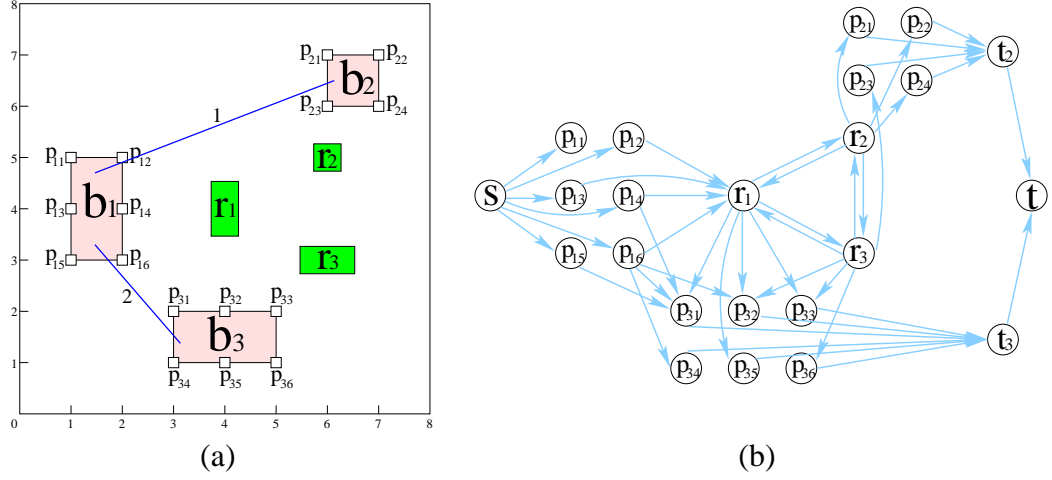 8
7
6
5
4
3
2
1
0
0 1 2 3 4 5 6 7 8
p21 p22
b2
p23 p24
1
p11 p12
r2
p13 b1 p14
r1
p15 p16
r3
2
p31 p32 p33
b3
p34 p35 p36
(a)
p21 p22
t2
p23 p24
p11 p12
r2
s p13 p14 r1 t
p15 p16 r3
p31 p32 p33
t3
p34 p35 p36
(b)